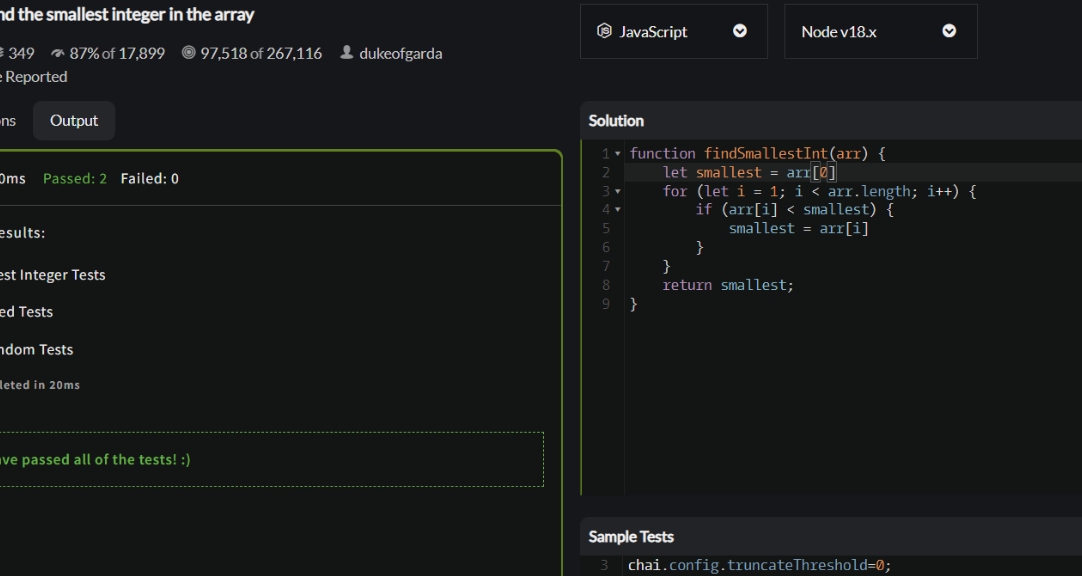 nd the smallest integer in the array
349 87% of 17,899 97,518 of 267,116 dukeofgarda
e Reported
ns Output
0ms Passed: 2 Failed: 0
esults:
est Integer Tests
ed Tests
ndom Tests
leted in 20ms
ve passed all of the tests! :)
JavaScript Node v18.x
Solution
1 function findSmallestInt(arr) {
2 let smallest = arr[0]
3 for (let i = 1; i < arr.length; i++) {
4 if (arr[i] < smallest) {
5 smallest = arr[i]
6 }
7 }
8 return smallest;
9 }
Sample Tests
3 chai.config.truncateThreshold=0;